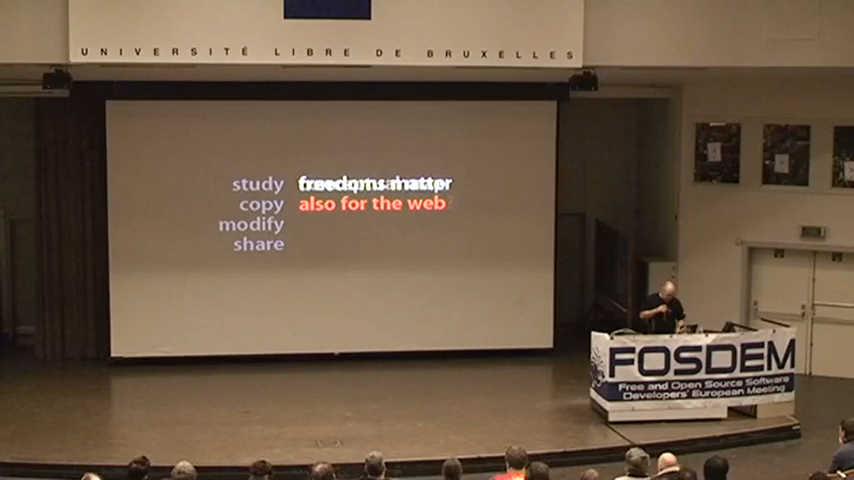 UNIVERSITÉ LIBRE DE BRUXELLES
study
copy
modify
share
freedoms matter
also for the web
FOSDEM
Free and Open Source Software
Developers' European Meeting